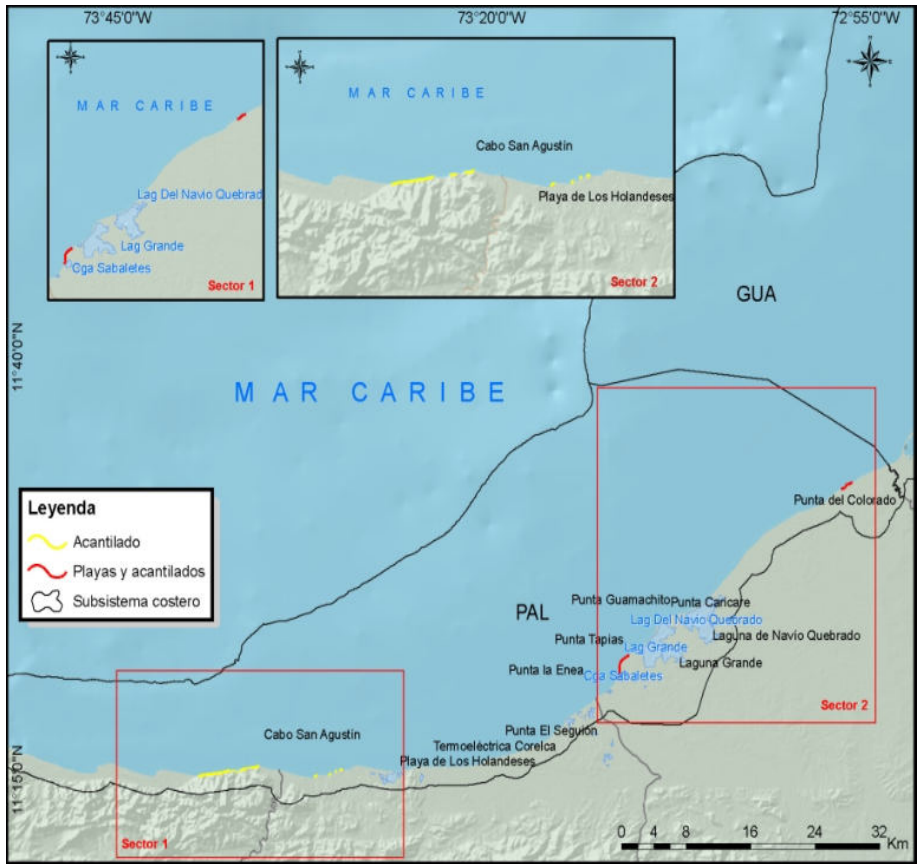 73°45'0"W
73°20'0"W
72°55'0"W
MAR CARIBE
Lag Del Navio Quebrad
Lag Grande
Cga Sabaletes
Sector 1
MAR CARIBE
Cabo San Agustín
Playa de Los Holandeses
Sector 2
GUA
11°40'0"N
MAR CARIBE
Leyenda
Acantilado
Playas y acantilados
Subsistema costero
Punta del Colorado
PAL
Punta Guamachito
Punta Caricare
Lag Del Navio Quebrado
Punta Tapias
Laguna de Navio Quebrado
Lag Grande
Punta la Enea
Laguna Grande
Cga Sabaletes
Sector 2
Cabo San Agustín
Punta El Seguión
Termoeléctrica Corelca
Playa de Los Holandeses
11°15'0"N
Sector 1
0 4 8 16 24 32
Km